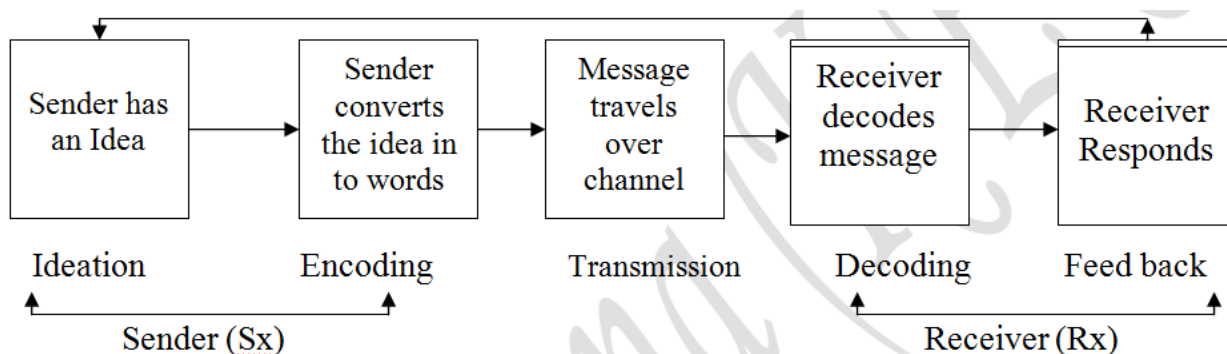 Sender has
an Idea
Sender
converts
the idea in
to words
Message
travels
over
channel
Receiver
decodes
message
Receiver
Responds
Ideation
Encoding
Transmission
Decoding
Feed back
Sender (Sx)
Receiver (Rx)